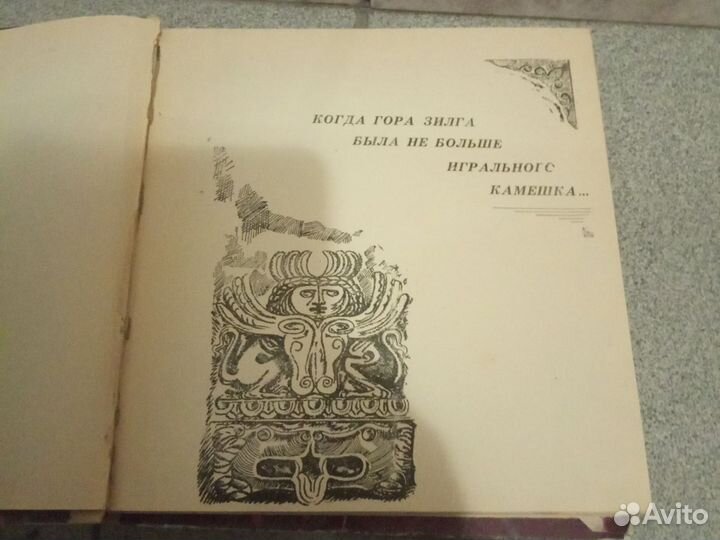 КОГДА ГОРА ЗИЛГА
БЫЛА НЕ БОЛЬШЕ
ИГРАЛЬНОГО
КАМЕШКА...
Avito